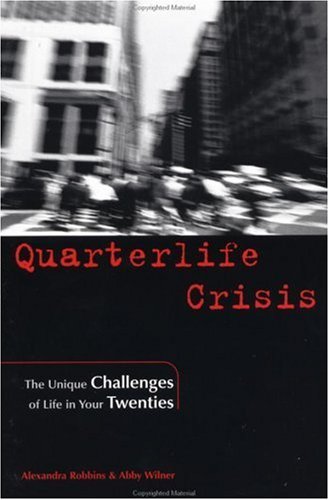 Copyrighted Material
Quarterlife
Crisis
The Unique Challenges
of Life in Your Twenties
Alexandra Robbins & Abby Wilner
Copyrighted Material